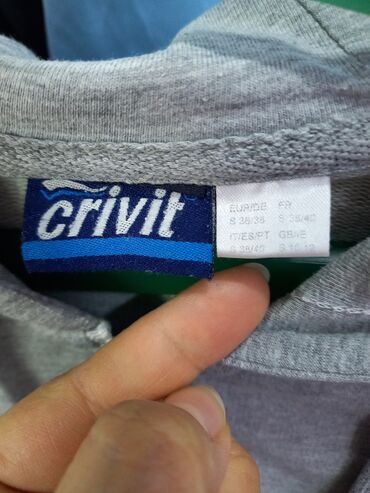 crivit
EUR/DE FR
S 36/38 S 38/40
IT/ES/PT GB/IE
S 38/40 S 10-12